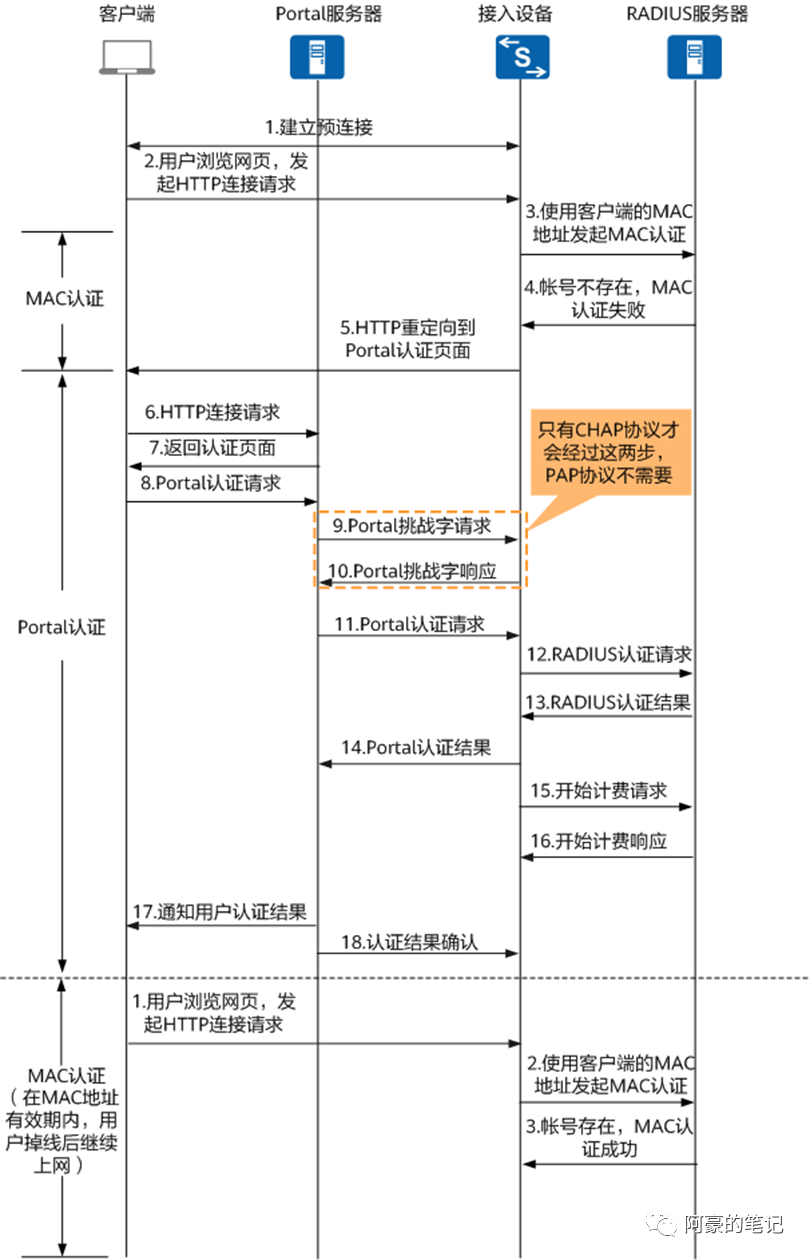 客户端
Portal服务器
接入设备
RADIUS服务器
S
1.建立预连接
2.用户浏览网页，发
起HTTP连接请求
3.使用客户端的MAC
地址发起MAC认证
MAC认证
4.帐号不存在，MAC
认证失败
5.HTTP重定向到
Portal认证页面
6.HTTP连接请求
7.返回认证页面
8.Portal认证请求
只有CHAP协议才
会经过这两步，
PAP协议不需要
9.Portal挑战字请求
10.Portal挑战字响应
Portal认证
11.Portal认证请求
12.RADIUS认证请求
13.RADIUS认证结果
14.Portal认证结果
15.开始计费请求
16.开始计费响应
17.通知用户认证结果
18.认证结果确认
1.用户浏览网页，发
起HTTP连接请求
MAC认证
（在MAC地址
有效期内，用
户掉线后继续
上网）
2.使用客户端的MAC
地址发起MAC认证
3.帐号存在，MAC认
证成功
阿豪的笔记